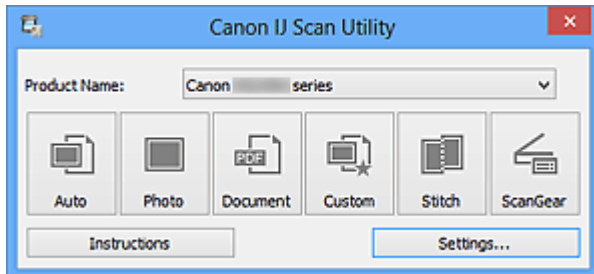 Canon IJ Scan Utility
Product Name: Canon series
PDF
Auto Photo Document Custom Stitch ScanGear
Instructions Settings...